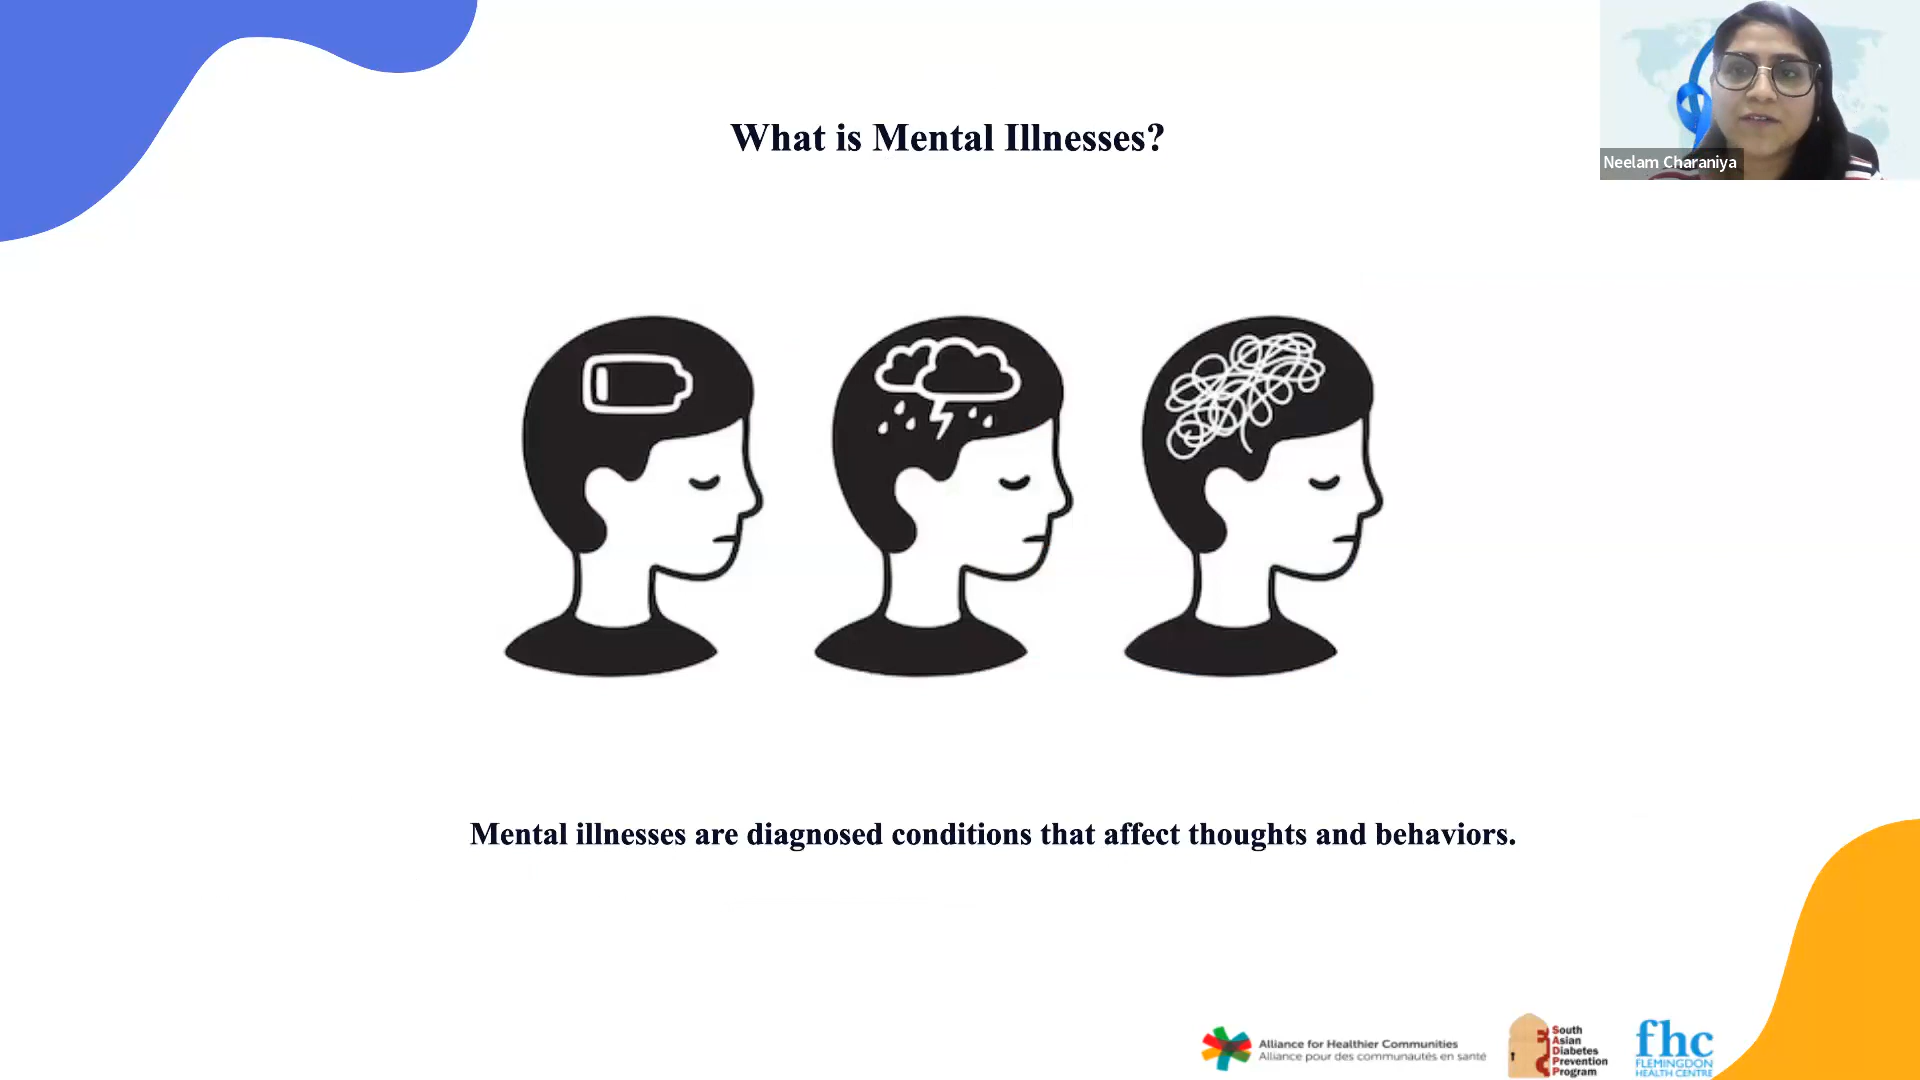 What is Mental Illnesses?
Neelam Charaniya
Mental illnesses are diagnosed conditions that affect thoughts and behaviors.
Alliance for Healthier Communities
Alliance pour des communautés en santé
South
Asian
Diabetes
Prevention
Program
fhc
FLEMINGDON
HEALTH CENTRE